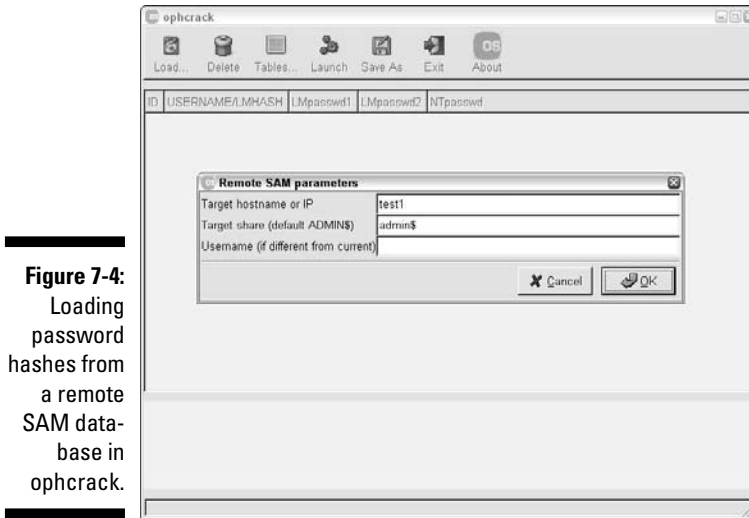 ophcrack
Load... Delete Tables... Launch Save As Exit About
OS
ID USERNAME/LMHASH LMpasswd1 LMpasswd2 NTpasswd
Remote SAM parameters
Target hostname or IP test1
Target share (default ADMIN$) admin$
Username (if different from current)
Cancel OK
Figure 7-4:
Loading
password
hashes from
a remote
SAM data-
base in
ophcrack.